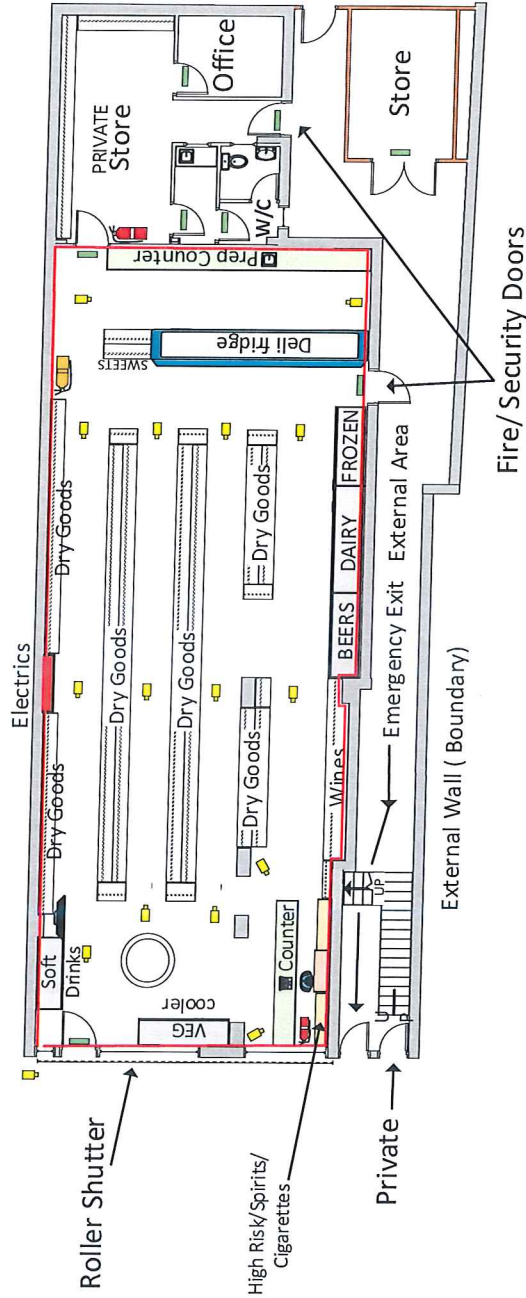 Electrics
PRIVATE
Store
Office
Store
W/C
Prep Counter
Deli fridge
SWEETS
Dry Goods
Dry Goods
Dry Goods
Dry Goods
Dry Goods
Dry Goods
Soft
Drinks
VEG
cooler
Counter
Wines
BEERS
DAIRY
FROZEN
Emergency Exit
External Area
UP
UP
External Wall ( Boundary)
Fire/ Security Doors
Roller Shutter
High Risk/Spirits/
Cigarettes
Private